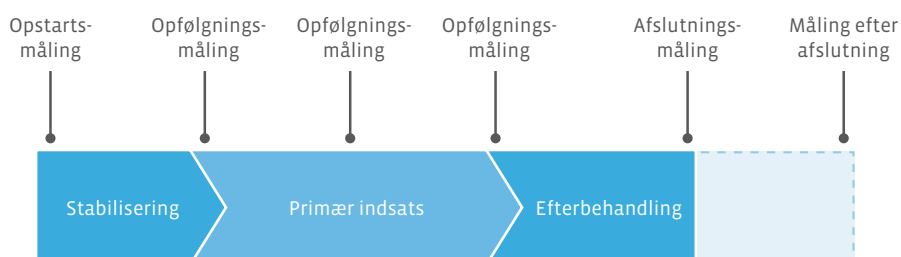 Opstarts-
måling
Opfølgnings-
måling
Opfølgnings-
måling
Opfølgnings-
måling
Afslutnings-
måling
Måling efter
afslutning
Stabilisering
Primær indsats
Efterbehandling